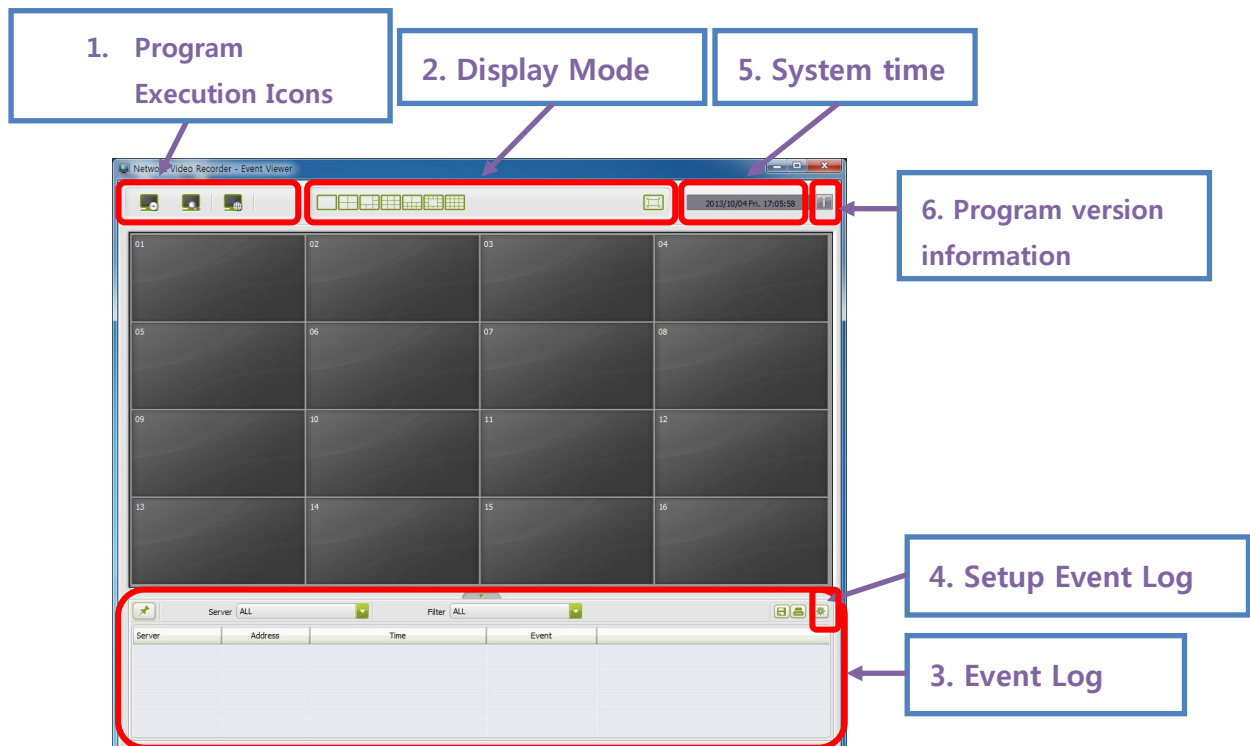 1. Program
Execution Icons
2. Display Mode
5. System time
Network Video Recorder - Event Viewer
2013/10/04 Fri. 17:05:58
6. Program version
information
01
02
03
04
05
06
07
08
09
10
11
12
13
14
15
16
4. Setup Event Log
Server ALL
Filter ALL
Server
Address
Time
Event
3. Event Log